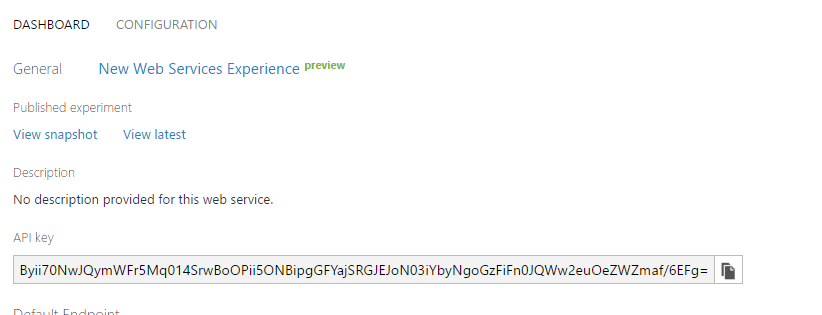 DASHBOARD CONFIGURATION
General New Web Services Experience preview
Published experiment
View snapshot View latest
Description
No description provided for this web service.
API key
Byii70NwJQymWFr5Mq014SrwBoOPii5ONBipgGFYajSRGJEJoN03iYbyNgoGzFiFn0JQWw2euOeZWZmaf/6EFg=
Default Endpoint